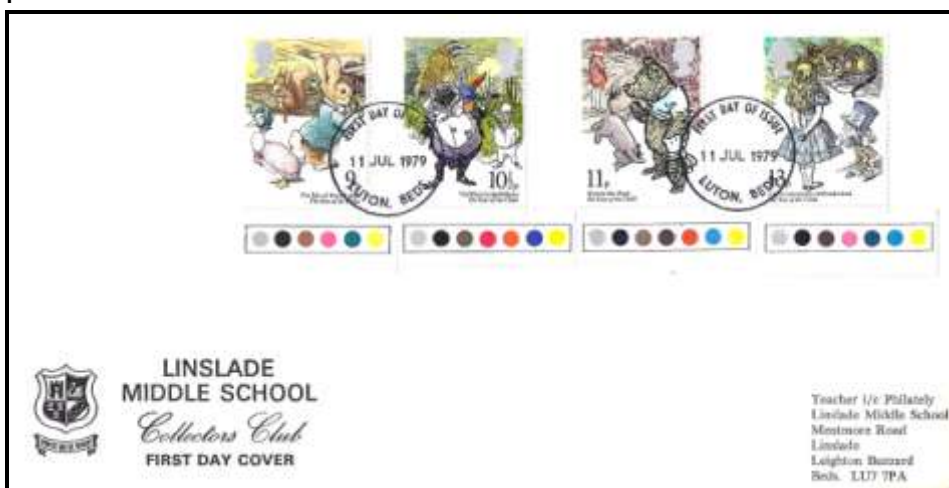 FIRST DAY OF
11 JUL 1979
LUTON, BEDS
9
10½p
FIRST DAY OF ISSUE
11 JUL 1979
LUTON, BEDS
11p
13p
LINSLADE
MIDDLE SCHOOL
Collectors Club
FIRST DAY COVER
Teacher i/c Philately
Linslade Middle School
Mentmore Road
Linslade
Leighton Buzzard
Beds. LU7 7PA